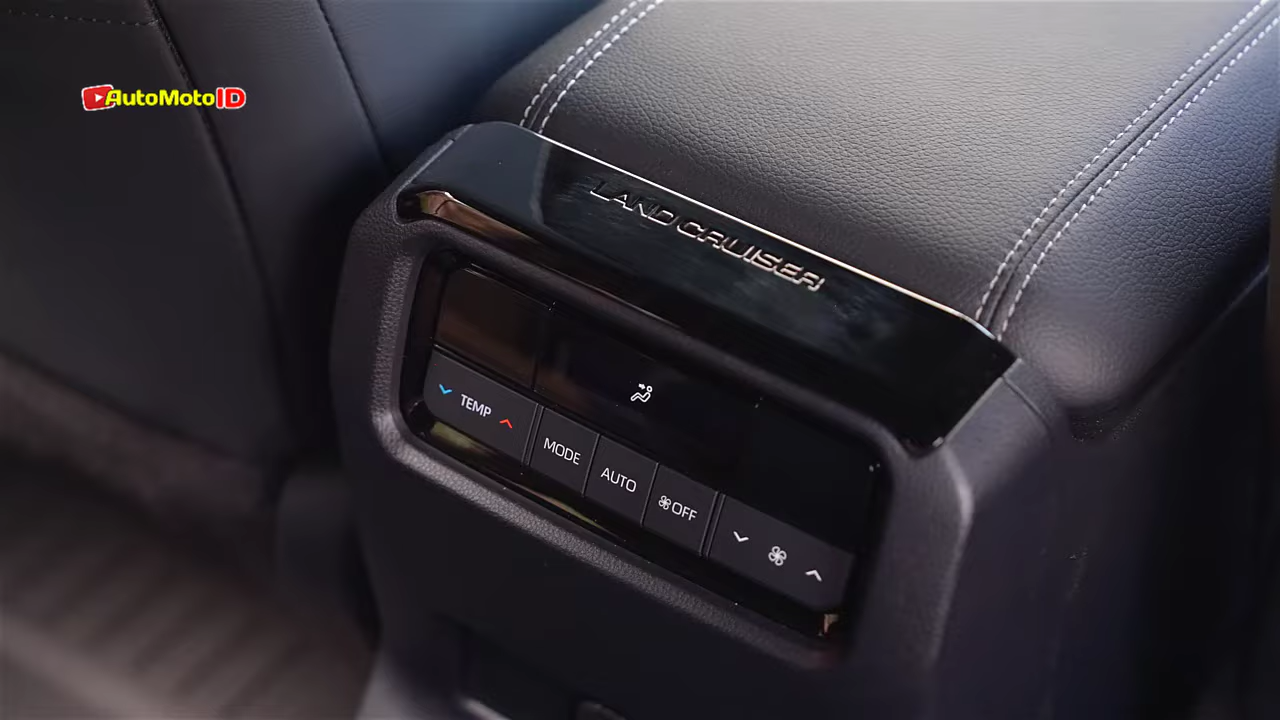 AutoMotoID
LAND CRUISER
TEMP
MODE
AUTO
OFF